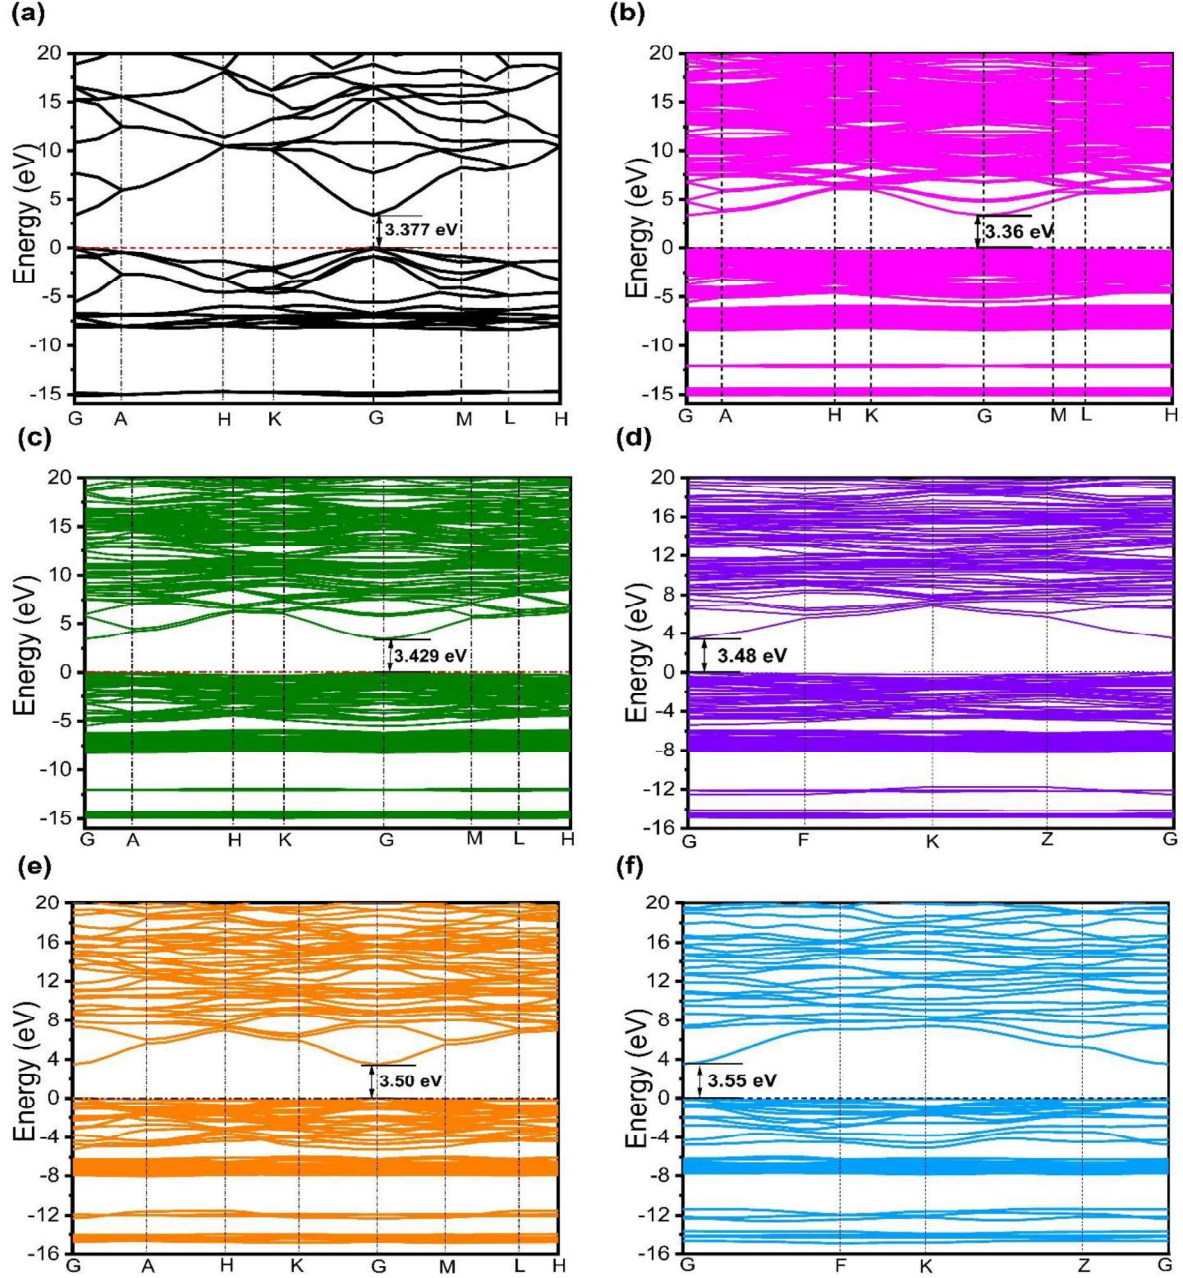 (a)
20
15
10
5
0
-5
-10
-15
Energy (eV)
3.377 eV
G A H K G M L H
(b)
20
15
10
5
0
-5
-10
-15
Energy (eV)
3.36 eV
G A H K G M L H
(c)
20
15
10
5
0
-5
-10
-15
Energy (eV)
3.429 eV
G A H K G M L H
(d)
20
16
12
8
4
0
-4
-8
-12
-16
Energy (eV)
3.48 eV
G F K Z G
(e)
20
16
12
8
4
0
-4
-8
-12
-16
Energy (eV)
3.50 eV
G A H K G M L H
(f)
20
16
12
8
4
0
-4
-8
-12
-16
Energy (eV)
3.55 eV
G F K Z G